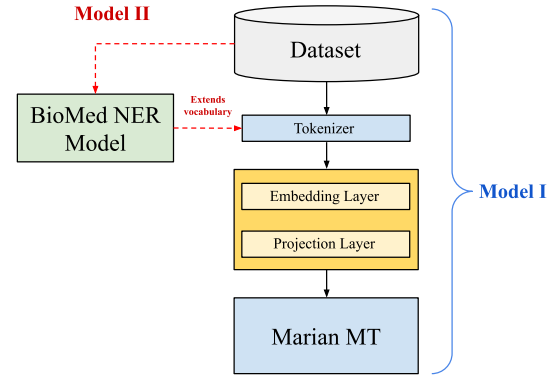 Model II
Dataset
BioMed NER
Model
Extends
vocabulary
Tokenizer
Embedding Layer
Projection Layer
Model I
Marian MT